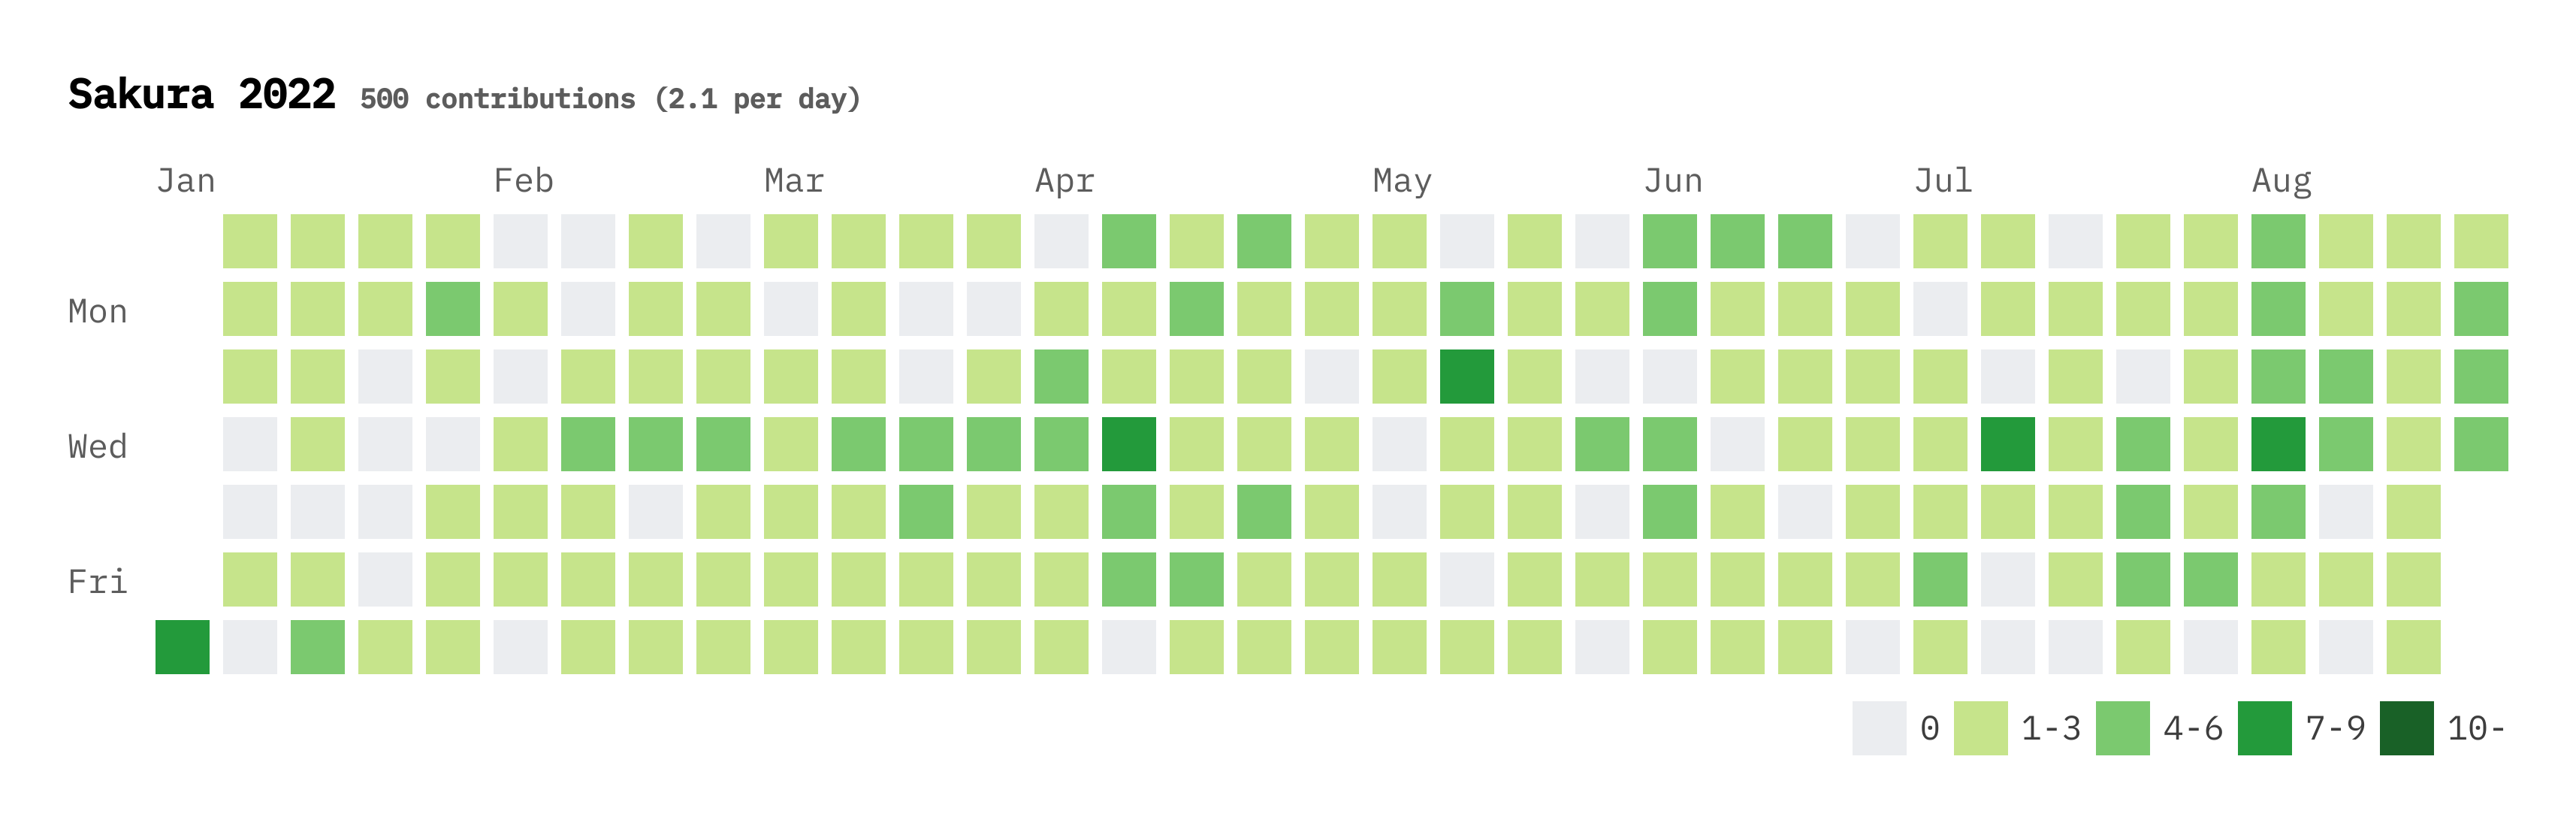 Sakura 2022 500 contributions (2.1 per day)
Jan Feb Mar Apr May Jun Jul Aug
Mon
Wed
Fri
0 1-3 4-6 7-9 10-